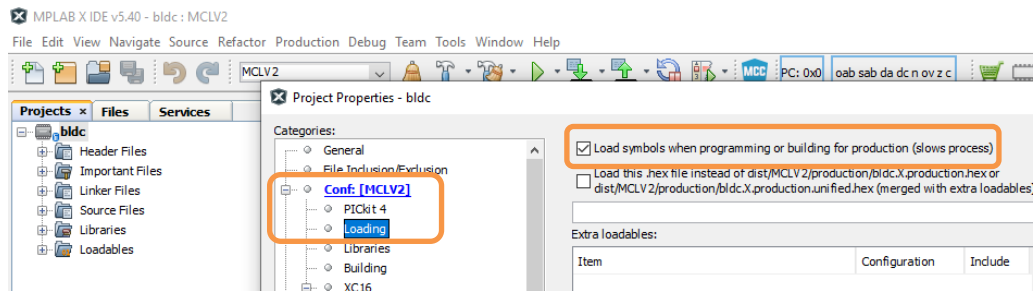 MPLAB X IDE v5.40 - bldc : MCLV2
File Edit View Navigate Source Refactor Production Debug Team Tools Window Help
MCLV2
MCC
PC: 0x0
oab sab da dc n ov z c
Projects × Files Services
bldc
Header Files
Important Files
Linker Files
Source Files
Libraries
Loadables
Project Properties - bldc
Categories:
General
File Inclusion/Exclusion
Conf: [MCLV2]
PICkit 4
Loading
Libraries
Building
XC16
Load symbols when programming or building for production (slows process)
Load this .hex file instead of dist/MCLV2/production/bldc.X.production.hex or
dist/MCLV2/production/bldc.X.production.unified.hex (merged with extra loadables)
Extra loadables:
Item Configuration Include